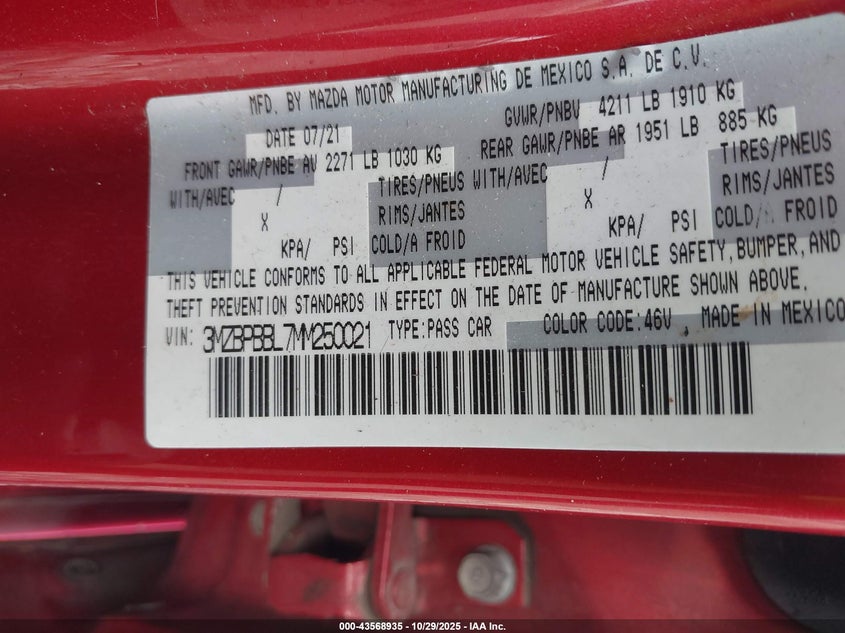 MFD. BY MAZDA MOTOR MANUFACTURING DE MEXICO S.A. DE C.V.
DATE 07/21 GVWR/PNBV 4211 LB 1910 KG
FRONT GAWR/PNBE AV 2271 LB 1030 KG REAR GAWR/PNBE AR 1951 LB 885 KG
WITH/AVEC / TIRES/PNEUS WITH/AVEC / TIRES/PNEUS
X RIMS/JANTES X RIMS/JANTES
KPA/ PSI COLD/A FROID KPA/ PSI COLD/A FROID
THIS VEHICLE CONFORMS TO ALL APPLICABLE FEDERAL MOTOR VEHICLE SAFETY, BUMPER, AND
THEFT PREVENTION STANDARDS IN EFFECT ON THE DATE OF MANUFACTURE SHOWN ABOVE.
VIN: 3MZBPBBL7MM250021 TYPE:PASS CAR COLOR CODE:46V MADE IN MEXICO
000-43568935 - 10/29/2025 - IAA Inc.